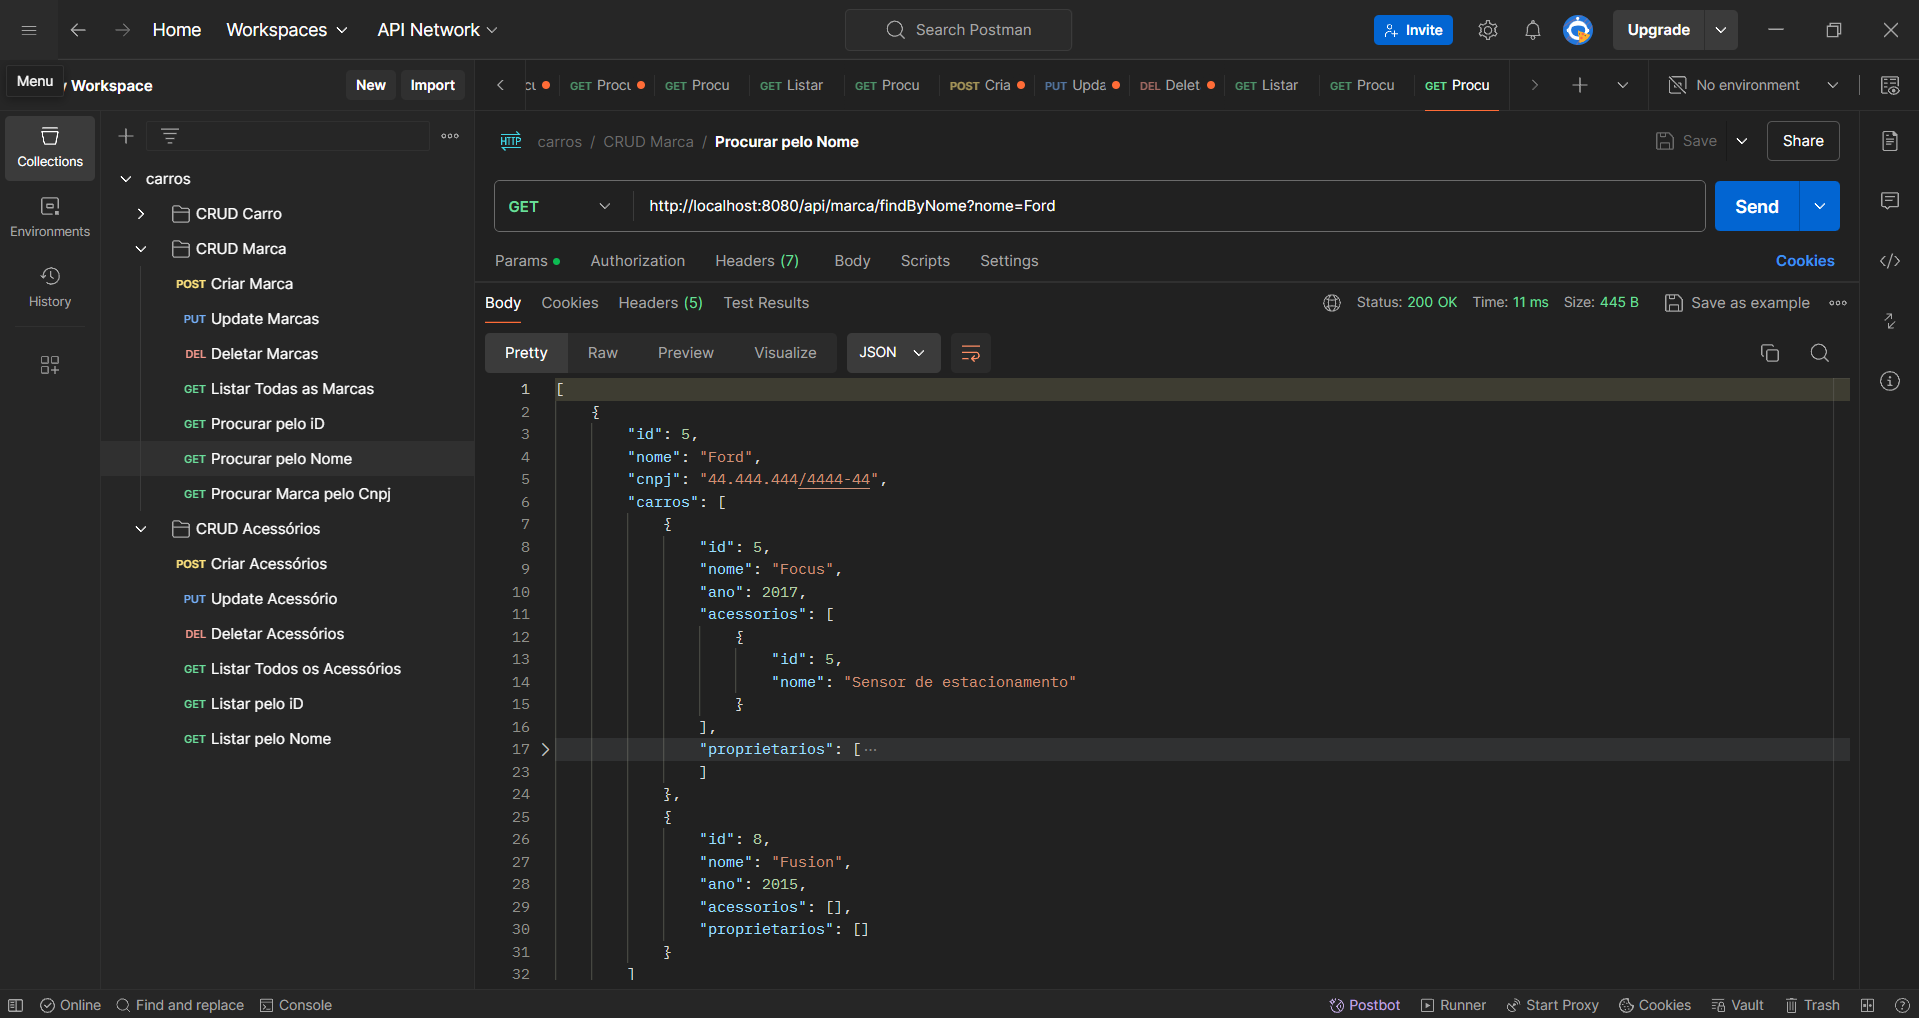 Home
Workspaces
API Network
Search Postman
Invite
Upgrade
Menu
Workspace
New
Import
GET Procu
GET Procu
GET Listar
GET Procu
POST Cria
PUT Upda
DEL Delet
GET Listar
GET Procu
GET Procu
No environment
Collections
Environments
History
carros
CRUD Carro
CRUD Marca
POST Criar Marca
PUT Update Marcas
DEL Deletar Marcas
GET Listar Todas as Marcas
GET Procurar pelo iD
GET Procurar pelo Nome
GET Procurar Marca pelo Cnpj
CRUD Acessórios
POST Criar Acessórios
PUT Update Acessório
DEL Deletar Acessórios
GET Listar Todos os Acessórios
GET Listar pelo iD
GET Listar pelo Nome
HTTP carros / CRUD Marca / Procurar pelo Nome
Save
Share
GET http://localhost:8080/api/marca/findByNome?nome=Ford
Send
Params Authorization Headers (7) Body Scripts Settings Cookies
Body Cookies Headers (5) Test Results
Status: 200 OK Time: 11 ms Size: 445 B
Save as example
Pretty Raw Preview Visualize JSON
1 [
2 {
3 "id": 5,
4 "nome": "Ford",
5 "cnpj": "44.444.444/4444-44",
6 "carros": [
7 {
8 "id": 5,
9 "nome": "Focus",
10 "ano": 2017,
11 "acessorios": [
12 {
13 "id": 5,
14 "nome": "Sensor de estacionamento"
15 }
16 ],
17 "proprietarios": [ ···
23 ]
24 },
25 {
26 "id": 8,
27 "nome": "Fusion",
28 "ano": 2015,
29 "acessorios": [],
30 "proprietarios": []
31 }
32 ]
Online
Find and replace
Console
Postbot
Runner
Start Proxy
Cookies
Vault
Trash